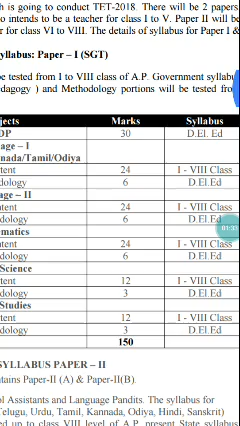 h is going to conduct TET-2018. There will be 2 papers
o intends to be a teacher for class I to V. Paper II will be
r for class VI to VIII. The details of syllabus for Paper I &
yllabus: Paper – I (SGT)
be tested from I to VIII class of A.P. Government syllabu
edagogy ) and Methodology portions will be tested from
jects Marks Syllabus
DP 30 D.El. Ed
age – I
nada/Tamil/Odiya
tent 24 I - VIII Class
dology 6 D.El.Ed
age – II
tent 24 I - VIII Class
dology 6 D.El.Ed
01:33
ematics
tent 24 I - VIII Class
dology 6 D.El.Ed
Science
tent 12 I - VIII Class
dology 3 D.El.Ed
Studies
tent 12 I - VIII Class
dology 3 D.El.Ed
150
SYLLABUS PAPER – II
tains Paper-II (A) & Paper-II(B).
ol Assistants and Language Pandits. The syllabus for
Telugu, Urdu, Tamil, Kannada, Odiya, Hindi, Sanskrit)
ed up to class VIII level of A.P. present State syllabus